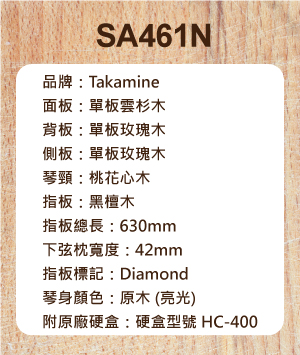 SA461N
品牌：Takamine
面板：單板雲杉木
背板：單板玫瑰木
側板：單板玫瑰木
琴頸：桃花心木
指板：黑檀木
指板總長：630mm
下弦枕寬度：42mm
指板標記：Diamond
琴身顏色：原木 (亮光)
附原廠硬盒：硬盒型號 HC-400